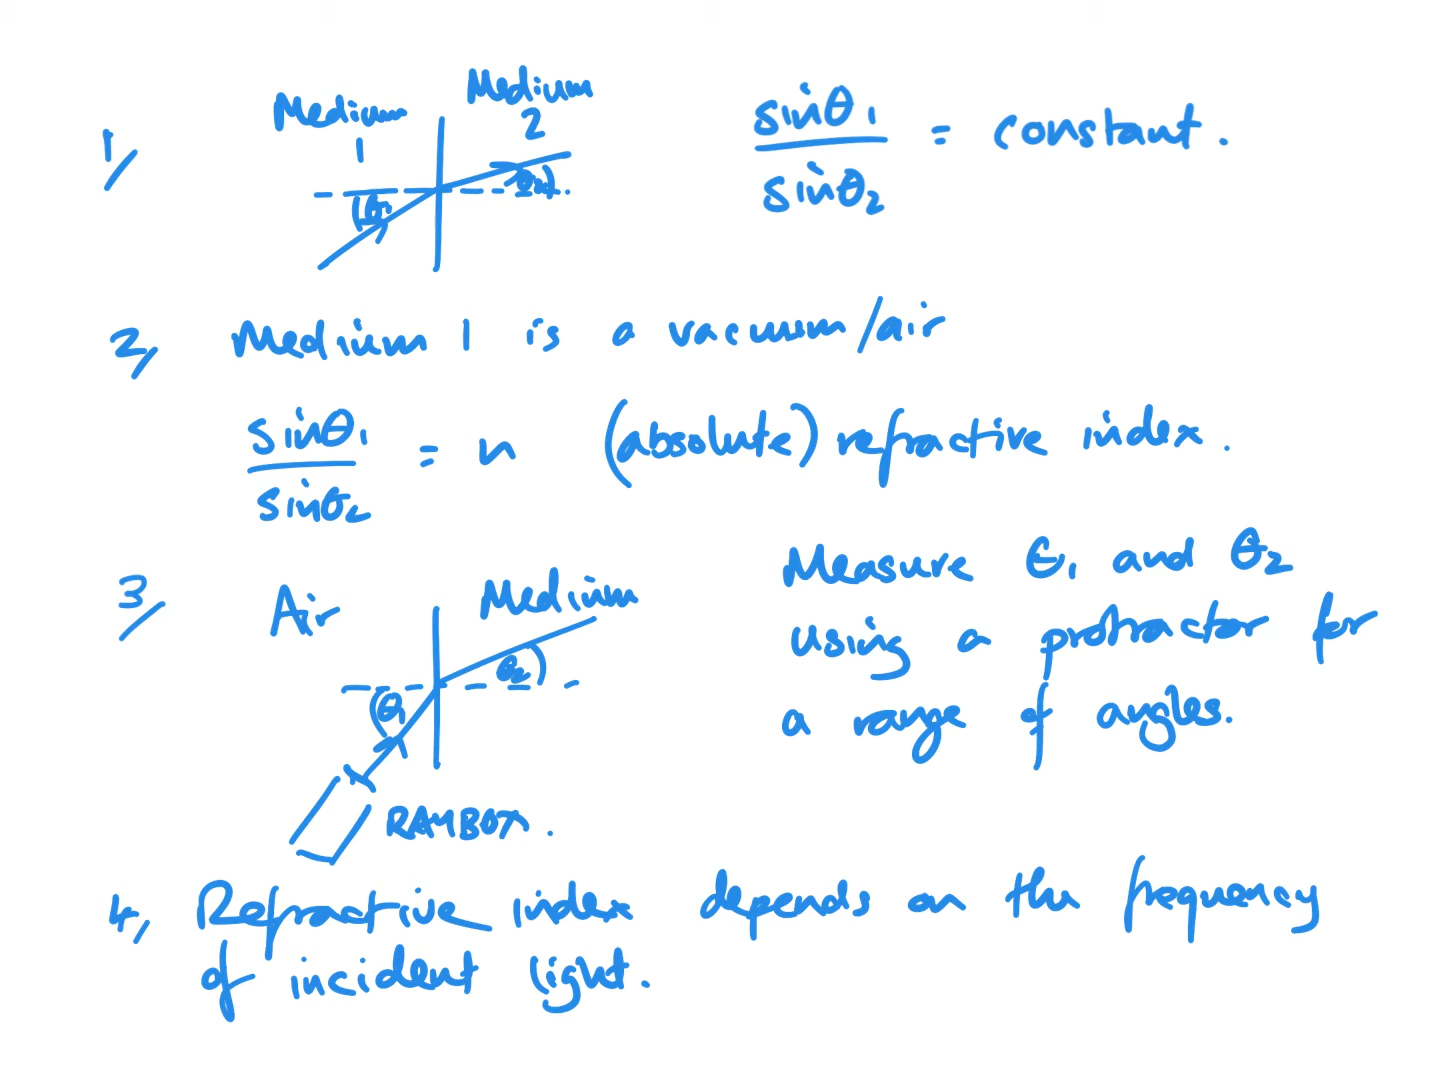 1,
Medium 1
Medium 2
θ₁
θ₂
sinθ₁ / sinθ₂ = constant.
2, Medium 1 is a vacuum/air
sinθ₁ / sinθ₂ = n (absolute) refractive index.
3, Air
Medium
θ₁
θ₂
RAYBOX.
Measure θ₁ and θ₂
using a protractor for
a range of angles.
4, Refractive index depends on the frequency
of incident light.